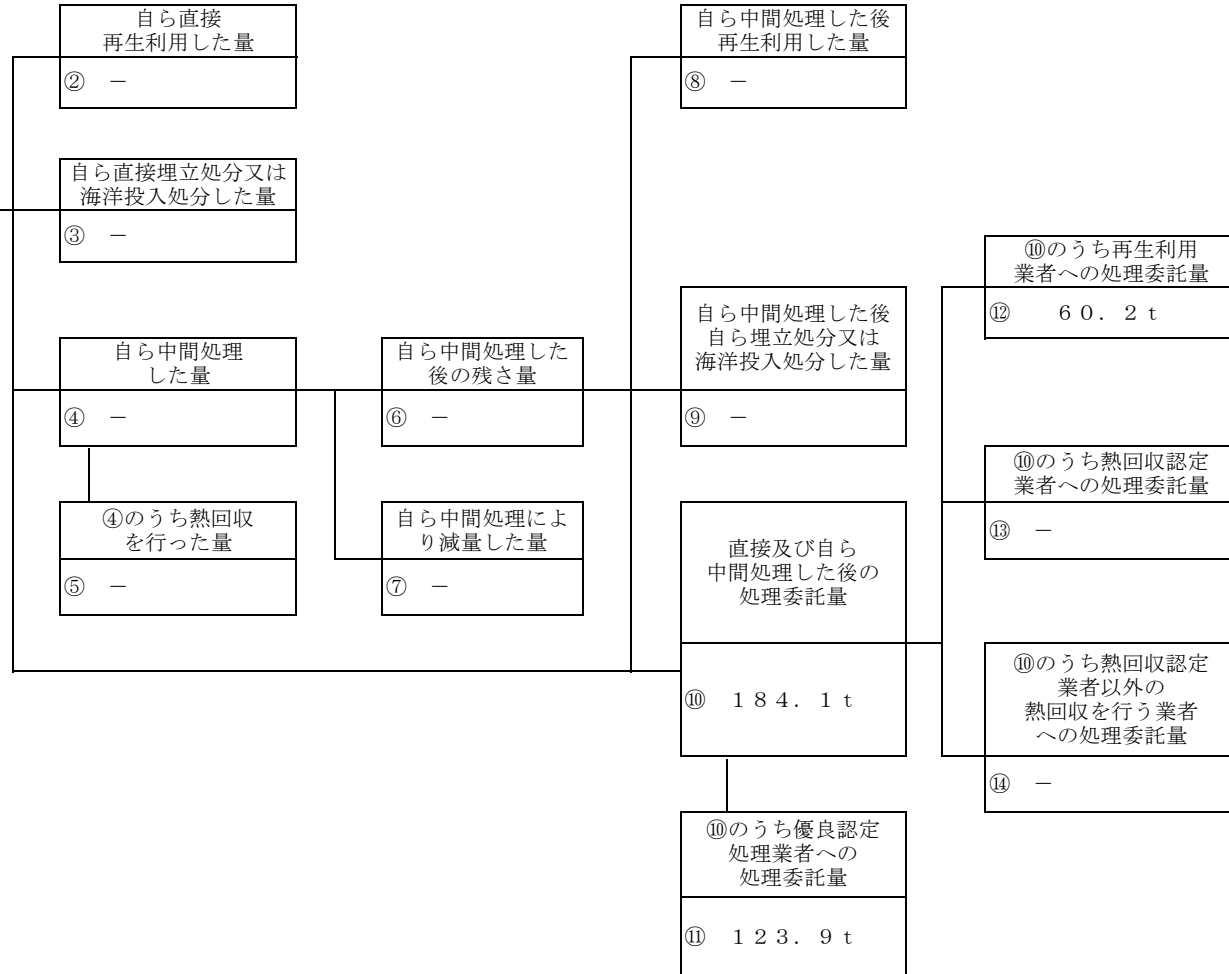 自ら直接
再生利用した量
② －
自ら直接埋立処分又は
海洋投入処分した量
③ －
自ら中間処理
した量
④ －
④のうち熱回収
を行った量
⑤ －
自ら中間処理した
後の残さ量
⑥ －
自ら中間処理によ
り減量した量
⑦ －
自ら中間処理した後
再生利用した量
⑧ －
自ら中間処理した後
自ら埋立処分又は
海洋投入処分した量
⑨ －
直接及び自ら
中間処理した後の
処理委託量
⑩ １８４．１ｔ
⑩のうち優良認定
処理業者への
処理委託量
⑪ １２３．９ｔ
⑩のうち再生利用
業者への処理委託量
⑫ ６０．２ｔ
⑩のうち熱回収認定
業者への処理委託量
⑬ －
⑩のうち熱回収認定
業者以外の
熱回収を行う業者
への処理委託量
⑭ －